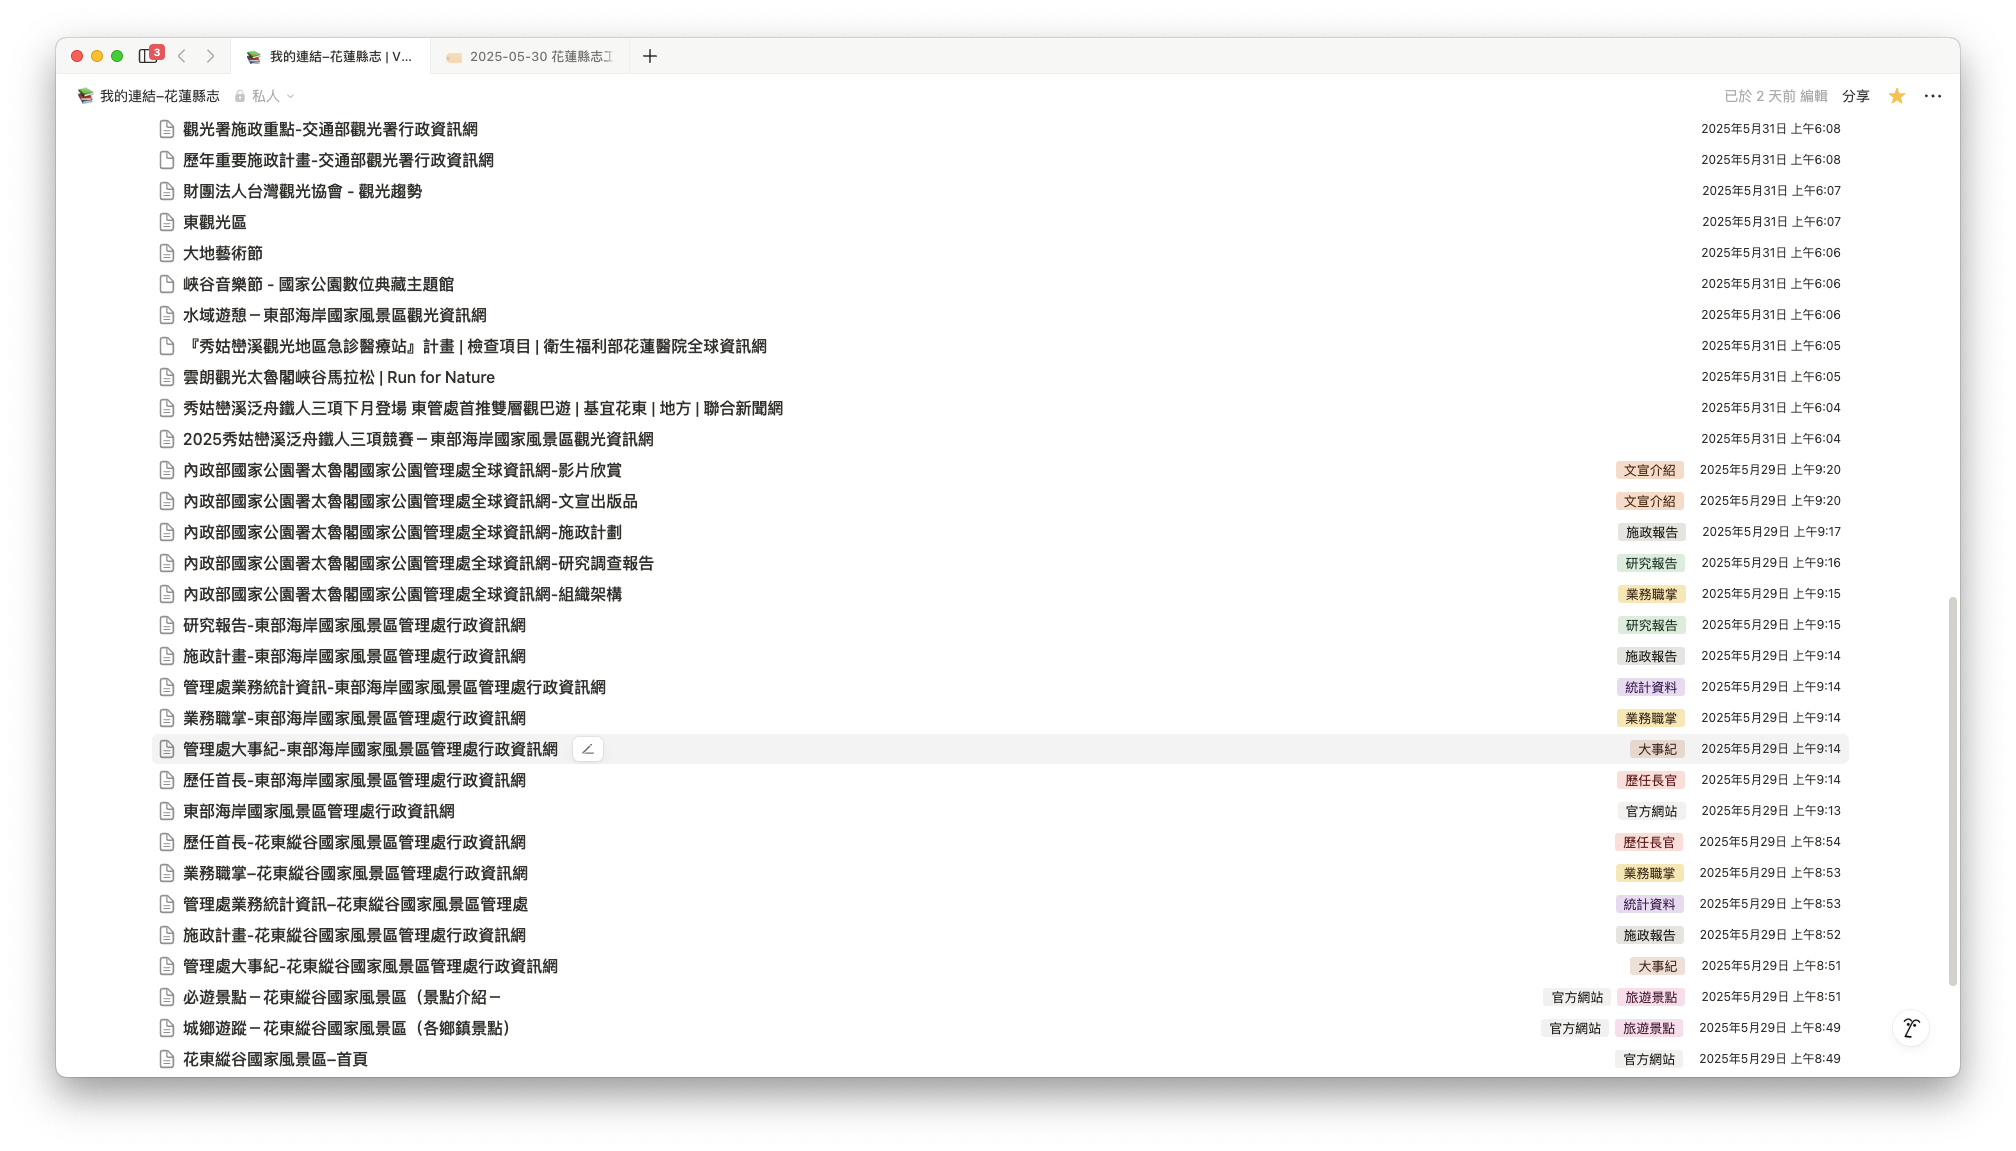 3
我的連結–花蓮縣志 | V...
2025-05-30 花蓮縣志工
我的連結–花蓮縣志 私人
已於 2 天前 編輯 分享
觀光署施政重點-交通部觀光署行政資訊網 2025年5月31日 上午6:08
歷年重要施政計畫-交通部觀光署行政資訊網 2025年5月31日 上午6:08
財團法人台灣觀光協會 - 觀光趨勢 2025年5月31日 上午6:07
東觀光區 2025年5月31日 上午6:07
大地藝術節 2025年5月31日 上午6:06
峽谷音樂節 - 國家公園數位典藏主題館 2025年5月31日 上午6:06
水域遊憩－東部海岸國家風景區觀光資訊網 2025年5月31日 上午6:06
『秀姑巒溪觀光地區急診醫療站』計畫 | 檢查項目 | 衛生福利部花蓮醫院全球資訊網 2025年5月31日 上午6:05
雲朗觀光太魯閣峽谷馬拉松 | Run for Nature 2025年5月31日 上午6:05
秀姑巒溪泛舟鐵人三項下月登場 東管處首推雙層觀巴遊 | 基宜花東 | 地方 | 聯合新聞網 2025年5月31日 上午6:04
2025秀姑巒溪泛舟鐵人三項競賽－東部海岸國家風景區觀光資訊網 2025年5月31日 上午6:04
內政部國家公園署太魯閣國家公園管理處全球資訊網-影片欣賞 文宣介紹 2025年5月29日 上午9:20
內政部國家公園署太魯閣國家公園管理處全球資訊網-文宣出版品 文宣介紹 2025年5月29日 上午9:20
內政部國家公園署太魯閣國家公園管理處全球資訊網-施政計劃 施政報告 2025年5月29日 上午9:17
內政部國家公園署太魯閣國家公園管理處全球資訊網-研究調查報告 研究報告 2025年5月29日 上午9:16
內政部國家公園署太魯閣國家公園管理處全球資訊網-組織架構 業務職掌 2025年5月29日 上午9:15
研究報告-東部海岸國家風景區管理處行政資訊網 研究報告 2025年5月29日 上午9:15
施政計畫-東部海岸國家風景區管理處行政資訊網 施政報告 2025年5月29日 上午9:14
管理處業務統計資訊-東部海岸國家風景區管理處行政資訊網 統計資料 2025年5月29日 上午9:14
業務職掌-東部海岸國家風景區管理處行政資訊網 業務職掌 2025年5月29日 上午9:14
管理處大事紀-東部海岸國家風景區管理處行政資訊網 大事紀 2025年5月29日 上午9:14
歷任首長-東部海岸國家風景區管理處行政資訊網 歷任長官 2025年5月29日 上午9:14
東部海岸國家風景區管理處行政資訊網 官方網站 2025年5月29日 上午9:13
歷任首長-花東縱谷國家風景區管理處行政資訊網 歷任長官 2025年5月29日 上午8:54
業務職掌–花東縱谷國家風景區管理處行政資訊網 業務職掌 2025年5月29日 上午8:53
管理處業務統計資訊–花東縱谷國家風景區管理處 統計資料 2025年5月29日 上午8:53
施政計畫-花東縱谷國家風景區管理處行政資訊網 施政報告 2025年5月29日 上午8:52
管理處大事紀-花東縱谷國家風景區管理處行政資訊網 大事紀 2025年5月29日 上午8:51
必遊景點－花東縱谷國家風景區（景點介紹－ 官方網站 旅遊景點 2025年5月29日 上午8:51
城鄉遊蹤－花東縱谷國家風景區（各鄉鎮景點） 官方網站 旅遊景點 2025年5月29日 上午8:49
花東縱谷國家風景區–首頁 官方網站 2025年5月29日 上午8:49